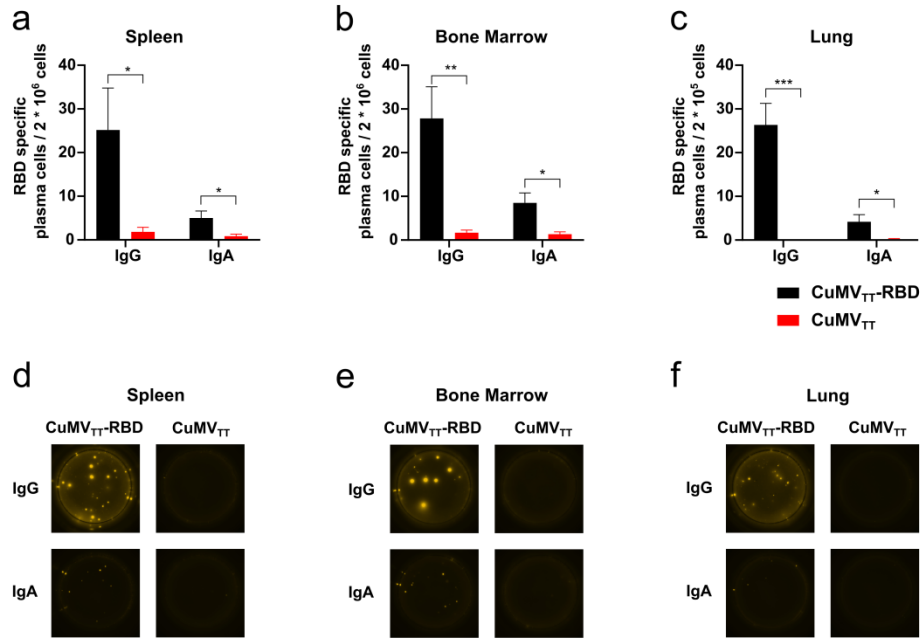 a
Spleen
RBD specific
plasma cells / 2 * 10⁶ cells
40
30
20
10
0
*
*
IgG
IgA
b
Bone Marrow
RBD specific
plasma cells / 2 * 10⁶ cells
40
30
20
10
0
**
*
IgG
IgA
c
Lung
RBD specific
plasma cells / 2 * 10⁵ cells
40
30
20
10
0
***
*
IgG
IgA
CuMV_TT-RBD
CuMV_TT
d
Spleen
CuMV_TT-RBD CuMV_TT
IgG
IgA
e
Bone Marrow
CuMV_TT-RBD CuMV_TT
IgG
IgA
f
Lung
CuMV_TT-RBD CuMV_TT
IgG
IgA